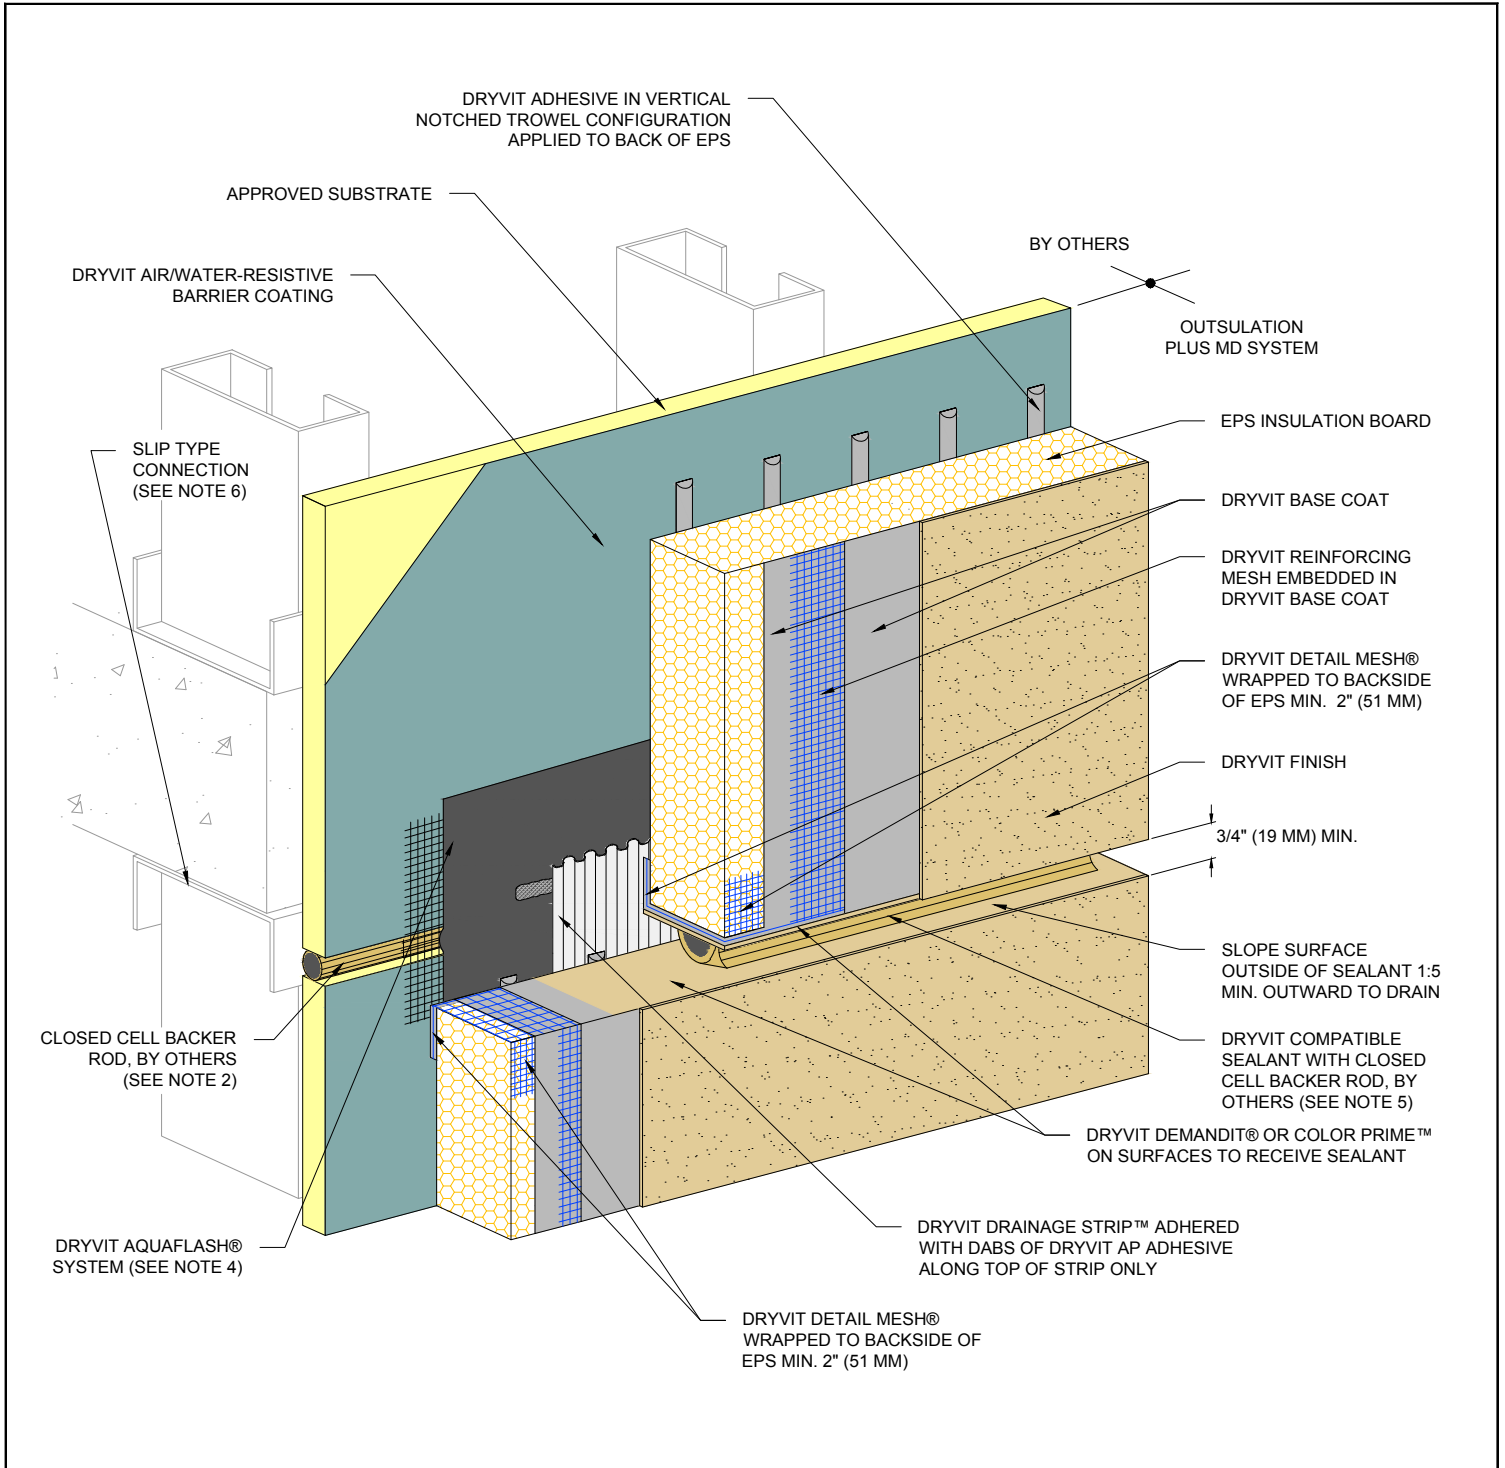 DRYVIT ADHESIVE IN VERTICAL
NOTCHED TROWEL CONFIGURATION
APPLIED TO BACK OF EPS
APPROVED SUBSTRATE
BY OTHERS
DRYVIT AIR/WATER-RESISTIVE
BARRIER COATING
OUTSULATION
PLUS MD SYSTEM
EPS INSULATION BOARD
SLIP TYPE
CONNECTION
(SEE NOTE 6)
DRYVIT BASE COAT
DRYVIT REINFORCING
MESH EMBEDDED IN
DRYVIT BASE COAT
DRYVIT DETAIL MESH®
WRAPPED TO BACKSIDE
OF EPS MIN. 2" (51 MM)
DRYVIT FINISH
3/4" (19 MM) MIN.
SLOPE SURFACE
OUTSIDE OF SEALANT 1:5
MIN. OUTWARD TO DRAIN
CLOSED CELL BACKER
ROD, BY OTHERS
(SEE NOTE 2)
DRYVIT COMPATIBLE
SEALANT WITH CLOSED
CELL BACKER ROD, BY
OTHERS (SEE NOTE 5)
DRYVIT DEMANDIT® OR COLOR PRIME™
ON SURFACES TO RECEIVE SEALANT
DRYVIT AQUAFLASH®
SYSTEM (SEE NOTE 4)
DRYVIT DRAINAGE STRIP™ ADHERED
WITH DABS OF DRYVIT AP ADHESIVE
ALONG TOP OF STRIP ONLY
DRYVIT DETAIL MESH®
WRAPPED TO BACKSIDE OF
EPS MIN. 2" (51 MM)